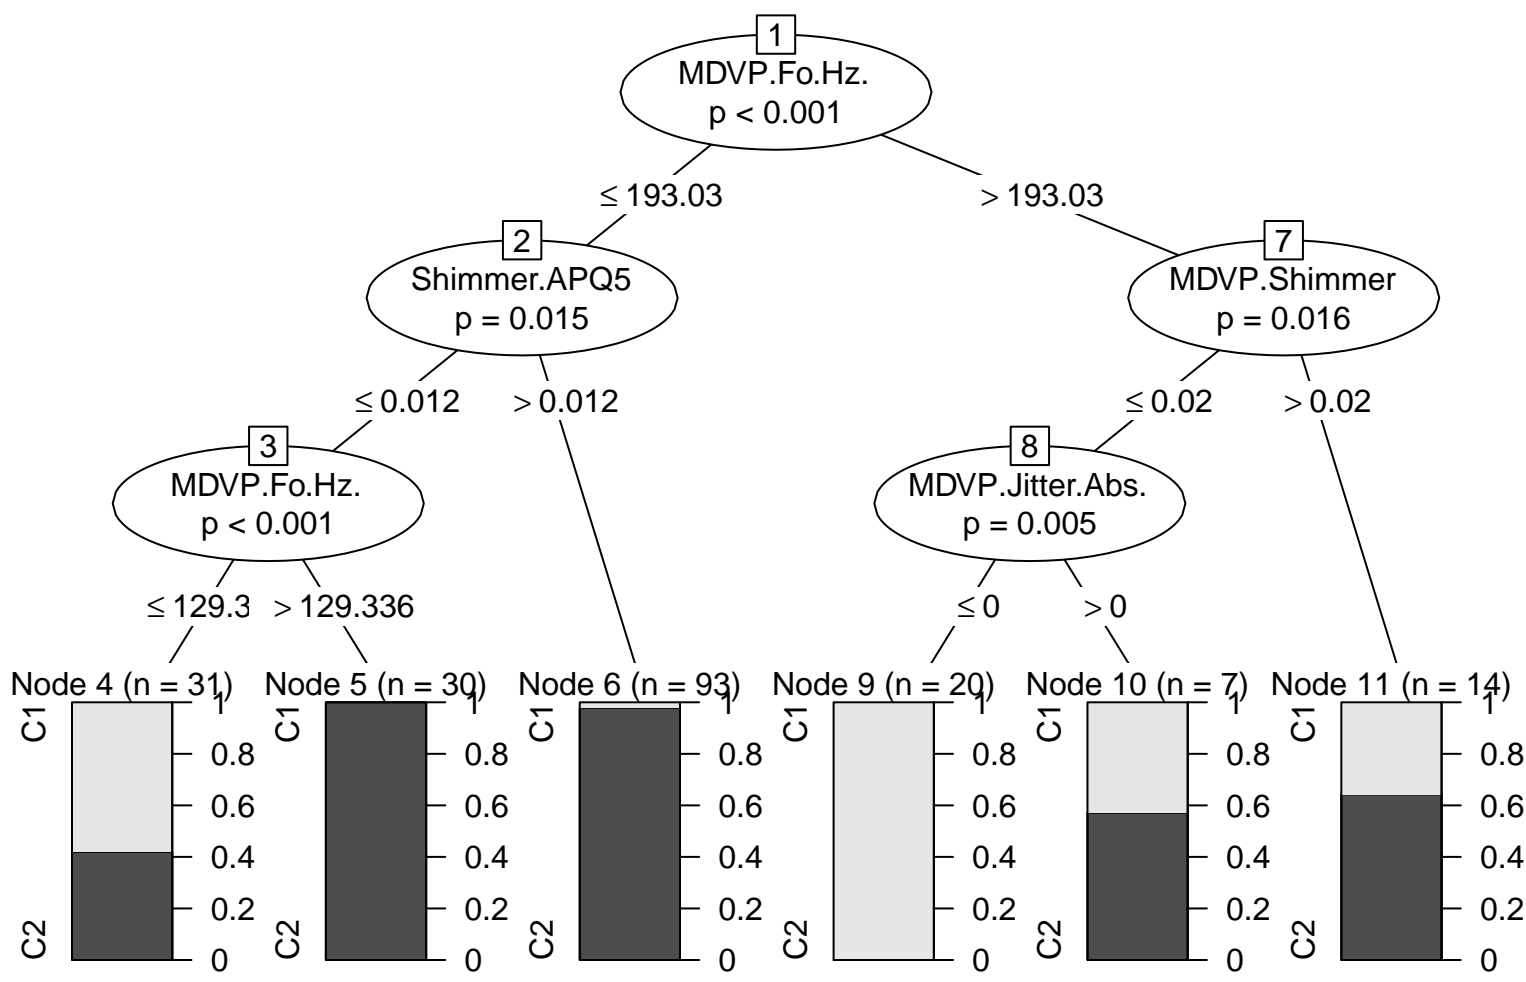 1
MDVP.Fo.Hz.
p < 0.001
≤ 193.03
> 193.03
2
Shimmer.APQ5
p = 0.015
7
MDVP.Shimmer
p = 0.016
≤ 0.012
> 0.012
≤ 0.02
> 0.02
3
MDVP.Fo.Hz.
p < 0.001
8
MDVP.Jitter.Abs.
p = 0.005
≤ 129.3
> 129.336
≤ 0
> 0
Node 4 (n = 31)
C1
C2
1
0.8
0.6
0.4
0.2
0
Node 5 (n = 30)
C1
C2
1
0.8
0.6
0.4
0.2
0
Node 6 (n = 93)
C1
C2
1
0.8
0.6
0.4
0.2
0
Node 9 (n = 20)
C1
C2
1
0.8
0.6
0.4
0.2
0
Node 10 (n = 7)
C1
C2
1
0.8
0.6
0.4
0.2
0
Node 11 (n = 14)
C1
C2
1
0.8
0.6
0.4
0.2
0